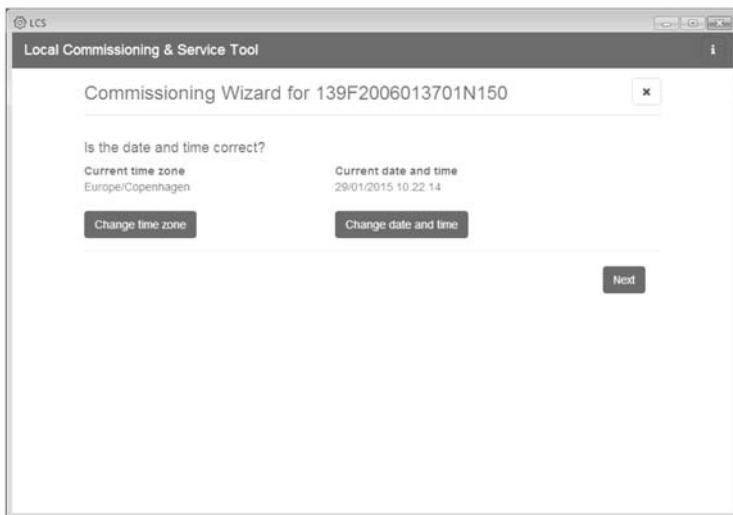 LCS
Local Commissioning & Service Tool
i
Commissioning Wizard for 139F2006013701N150
×
Is the date and time correct?
Current time zone
Current date and time
Europe/Copenhagen
29/01/2015 10.22.14
Change time zone
Change date and time
Next